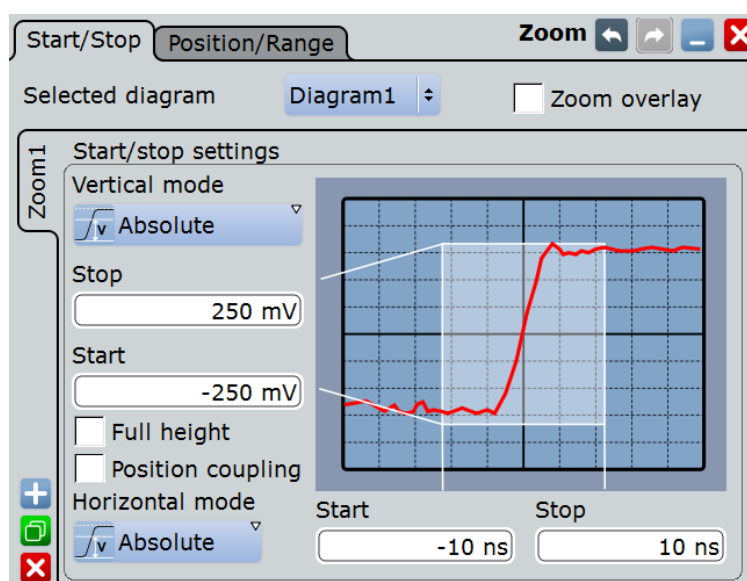 Start/Stop Position/Range Zoom
Selected diagram Diagram1 Zoom overlay
Zoom1
Start/stop settings
Vertical mode
V Absolute
Stop
250 mV
Start
-250 mV
Full height
Position coupling
Horizontal mode
V Absolute
Start Stop
-10 ns 10 ns